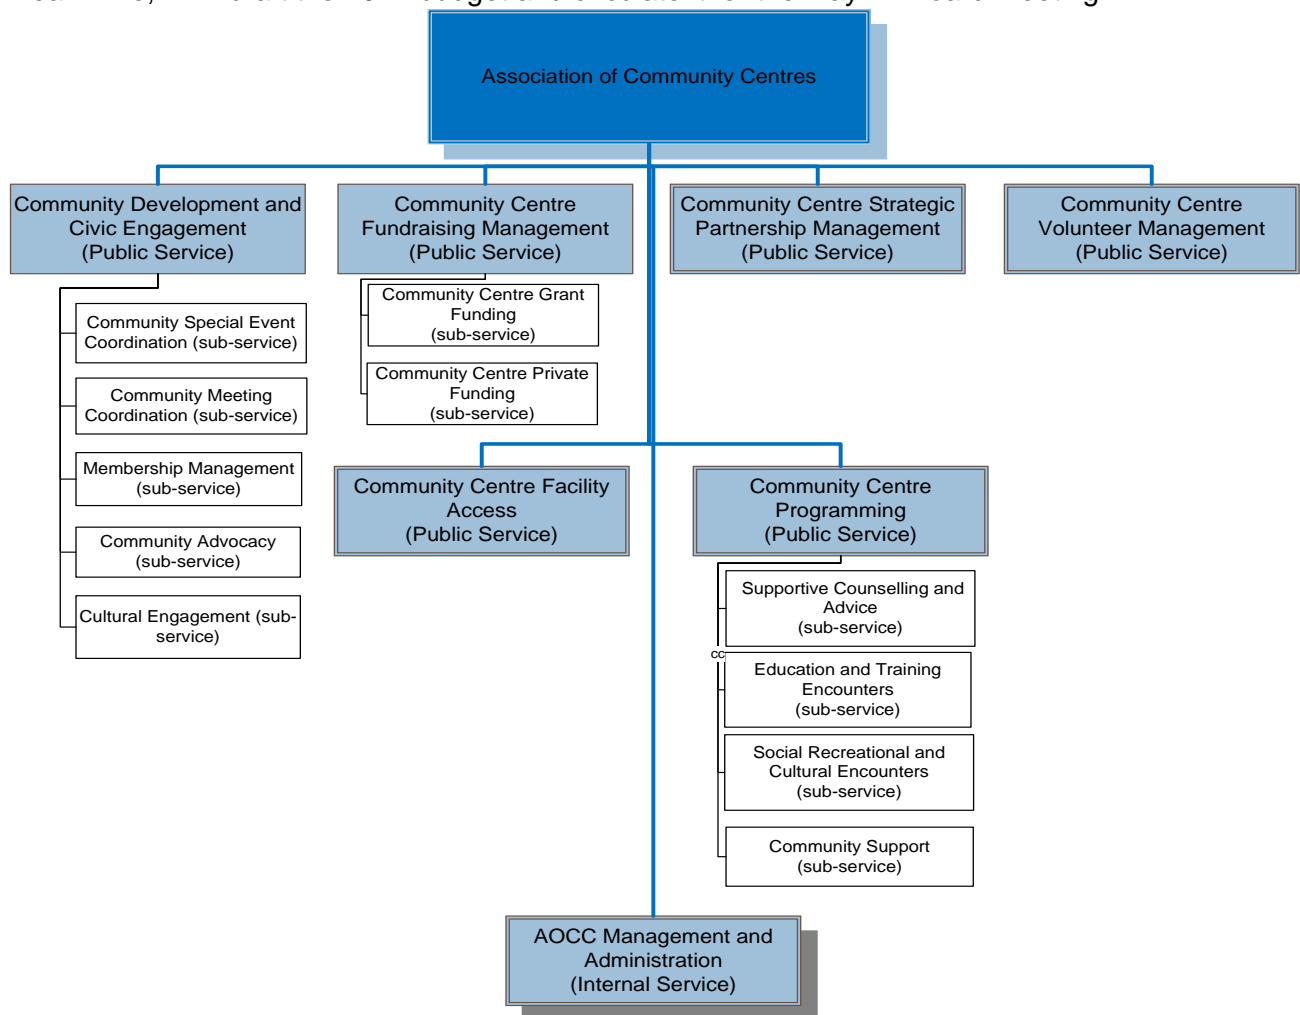 Association of Community Centres
Community Development and
Civic Engagement
(Public Service)
Community Centre
Fundraising Management
(Public Service)
Community Centre Strategic
Partnership Management
(Public Service)
Community Centre
Volunteer Management
(Public Service)
Community Special Event
Coordination (sub-service)
Community Meeting
Coordination (sub-service)
Membership Management
(sub-service)
Community Advocacy
(sub-service)
Cultural Engagement (sub-
service)
Community Centre Grant
Funding
(sub-service)
Community Centre Private
Funding
(sub-service)
Community Centre Facility
Access
(Public Service)
Community Centre
Programming
(Public Service)
Supportive Counselling and
Advice
(sub-service)
cc
Education and Training
Encounters
(sub-service)
Social Recreational and
Cultural Encounters
(sub-service)
Community Support
(sub-service)
AOCC Management and
Administration
(Internal Service)